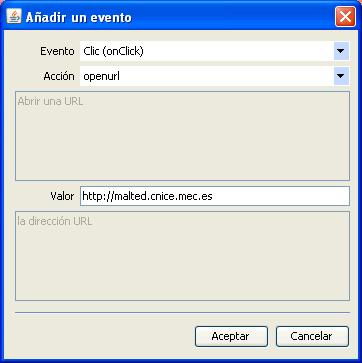 Añadir un evento
Evento Clic (onClick)
Acción openurl
Abrir una URL
Valor http://malted.cnice.mec.es
la dirección URL
Aceptar Cancelar